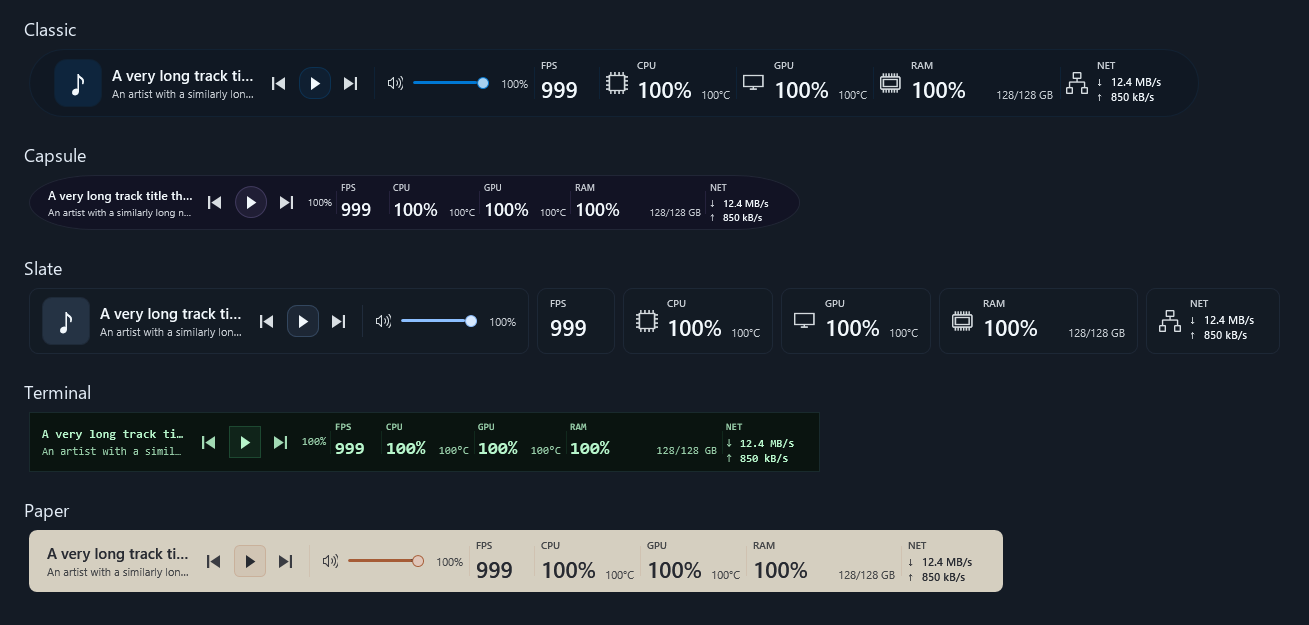 Classic
A very long track ti...
An artist with a similarly lon...
100%
FPS
999
CPU
100% 100°C
GPU
100% 100°C
RAM
100% 128/128 GB
NET
↓ 12.4 MB/s
↑ 850 kB/s
Capsule
A very long track title th...
An artist with a similarly long n...
100%
FPS
999
CPU
100% 100°C
GPU
100% 100°C
RAM
100% 128/128 GB
NET
↓ 12.4 MB/s
↑ 850 kB/s
Slate
A very long track ti...
An artist with a similarly lon...
100%
FPS
999
CPU
100% 100°C
GPU
100% 100°C
RAM
100% 128/128 GB
NET
↓ 12.4 MB/s
↑ 850 kB/s
Terminal
A very long track ti...
An artist with a simil...
100%
FPS
999
CPU
100% 100°C
GPU
100% 100°C
RAM
100% 128/128 GB
NET
↓ 12.4 MB/s
↑ 850 kB/s
Paper
A very long track ti...
An artist with a similarly lon...
100%
FPS
999
CPU
100% 100°C
GPU
100% 100°C
RAM
100% 128/128 GB
NET
↓ 12.4 MB/s
↑ 850 kB/s